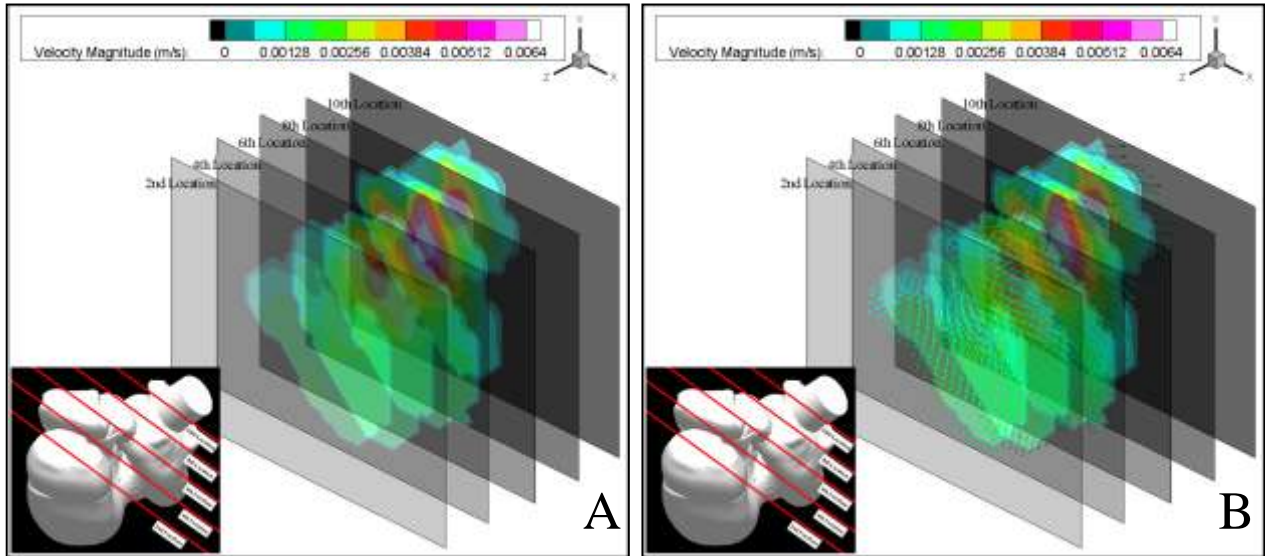 Velocity Magnitude (m/s):
0 0.00128 0.00256 0.00384 0.00512 0.0064
Z X
10th Location
8th Location
6th Location
4th Location
2nd Location
A
Velocity Magnitude (m/s):
0 0.00128 0.00256 0.00384 0.00512 0.0064
Z X
10th Location
8th Location
6th Location
4th Location
2nd Location
B